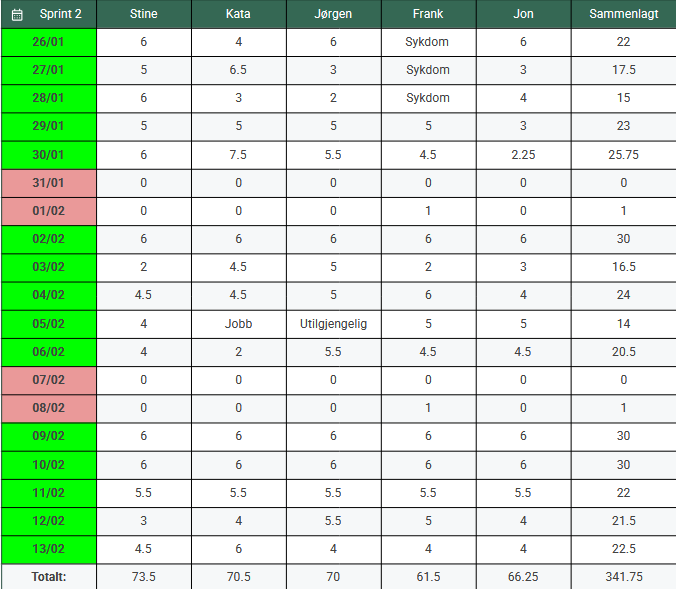 Sprint 2 Stine Kata Jørgen Frank Jon Sammenlagt
26/01 6 4 6 Sykdom 6 22
27/01 5 6.5 3 Sykdom 3 17.5
28/01 6 3 2 Sykdom 4 15
29/01 5 5 5 5 3 23
30/01 6 7.5 5.5 4.5 2.25 25.75
31/01 0 0 0 0 0 0
01/02 0 0 0 1 0 1
02/02 6 6 6 6 6 30
03/02 2 4.5 5 2 3 16.5
04/02 4.5 4.5 5 6 4 24
05/02 4 Jobb Utilgjengelig 5 5 14
06/02 4 2 5.5 4.5 4.5 20.5
07/02 0 0 0 0 0 0
08/02 0 0 0 1 0 1
09/02 6 6 6 6 6 30
10/02 6 6 6 6 6 30
11/02 5.5 5.5 5.5 5.5 5.5 22
12/02 3 4 5.5 5 4 21.5
13/02 4.5 6 4 4 4 22.5
Totalt: 73.5 70.5 70 61.5 66.25 341.75